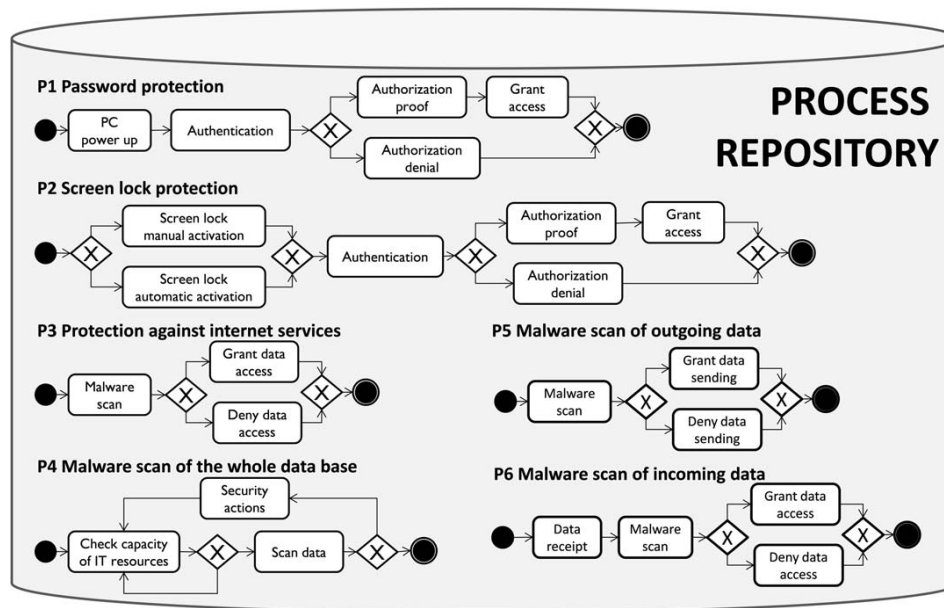 PROCESS
REPOSITORY
P1 Password protection
PC
power up
Authentication
X
Authorization
proof
Grant
access
Authorization
denial
X
P2 Screen lock protection
X
Screen lock
manual activation
Screen lock
automatic activation
X
Authentication
X
Authorization
proof
Grant
access
Authorization
denial
X
P3 Protection against internet services
Malware
scan
X
Grant data
access
Deny data
access
X
P5 Malware scan of outgoing data
Malware
scan
X
Grant data
sending
Deny data
sending
X
P4 Malware scan of the whole data base
Security
actions
Check capacity
of IT resources
X
Scan data
X
P6 Malware scan of incoming data
Data
receipt
Malware
scan
X
Grant data
access
Deny data
access
X